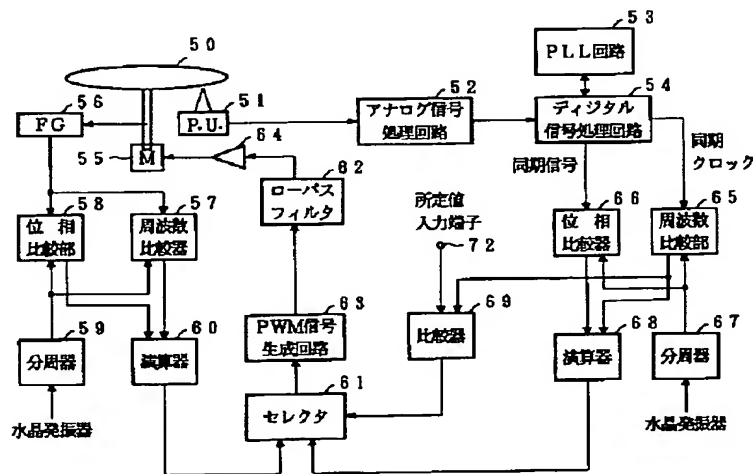 50
53
PLL回路
56
FG
51
P.U.
52
アナログ信号
処理回路
54
ディジタル
信号処理回路
55
M
64
同期信号
同期
クロック
62
ローパス
フィルタ
所定値
入力端子
72
58
位相
比較部
57
周波数
比較器
66
位相
比較器
65
周波数
比較部
63
PWM信号
生成回路
69
比較器
59
分周器
60
演算器
68
演算器
67
分周器
61
セレクタ
水晶発振器
水晶発振器